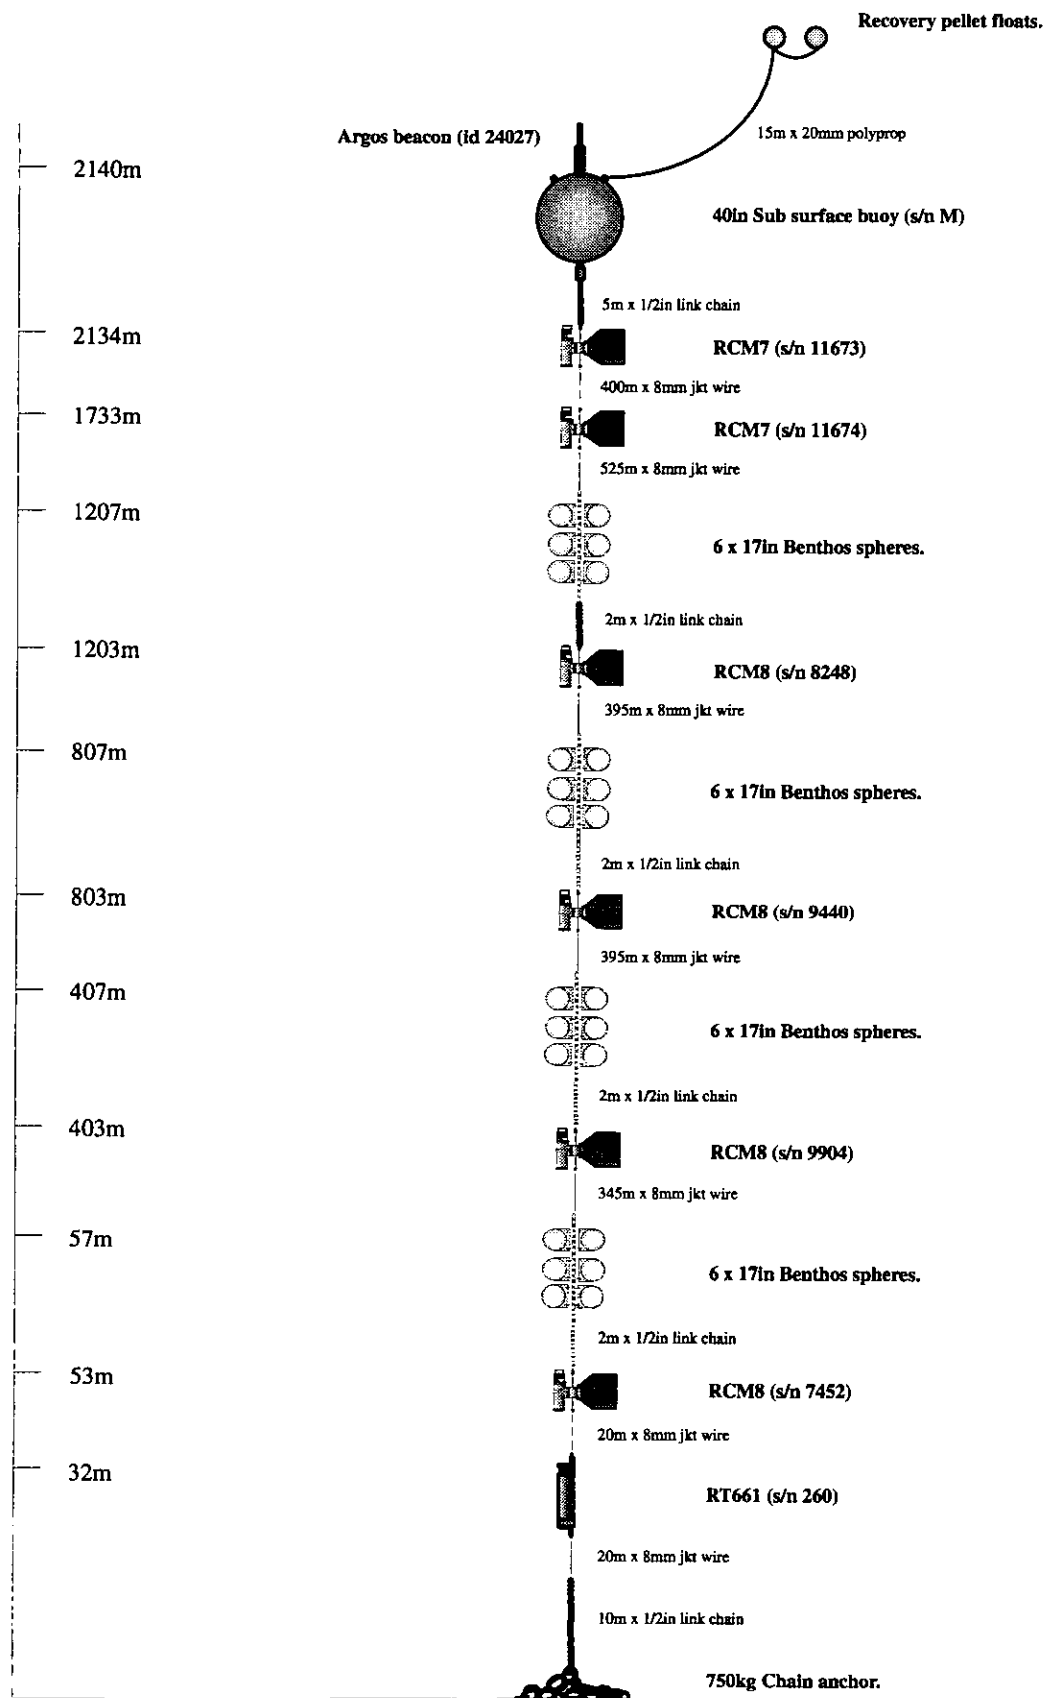 Recovery pellet floats.
Argos beacon (id 24027)
15m x 20mm polyprop
2140m
40in Sub surface buoy (s/n M)
5m x 1/2in link chain
2134m
RCM7 (s/n 11673)
400m x 8mm jkt wire
1733m
RCM7 (s/n 11674)
525m x 8mm jkt wire
1207m
6 x 17in Benthos spheres.
2m x 1/2in link chain
1203m
RCM8 (s/n 8248)
395m x 8mm jkt wire
807m
6 x 17in Benthos spheres.
2m x 1/2in link chain
803m
RCM8 (s/n 9440)
395m x 8mm jkt wire
407m
6 x 17in Benthos spheres.
2m x 1/2in link chain
403m
RCM8 (s/n 9904)
345m x 8mm jkt wire
57m
6 x 17in Benthos spheres.
2m x 1/2in link chain
53m
RCM8 (s/n 7452)
20m x 8mm jkt wire
32m
RT661 (s/n 260)
20m x 8mm jkt wire
10m x 1/2in link chain
750kg Chain anchor.